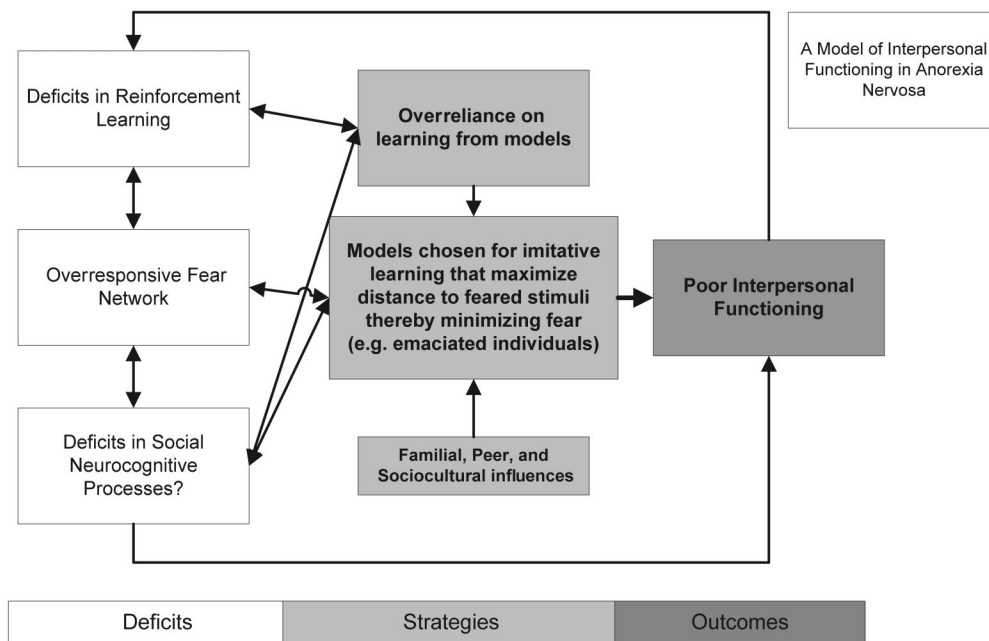 A Model of Interpersonal
Functioning in Anorexia
Nervosa
Deficits in Reinforcement
Learning
Overreliance on
learning from models
Overresponsive Fear
Network
Models chosen for imitative
learning that maximize
distance to feared stimuli
thereby minimizing fear
(e.g. emaciated individuals)
Poor Interpersonal
Functioning
Deficits in Social
Neurocognitive
Processes?
Familial, Peer, and
Sociocultural influences
Deficits
Strategies
Outcomes